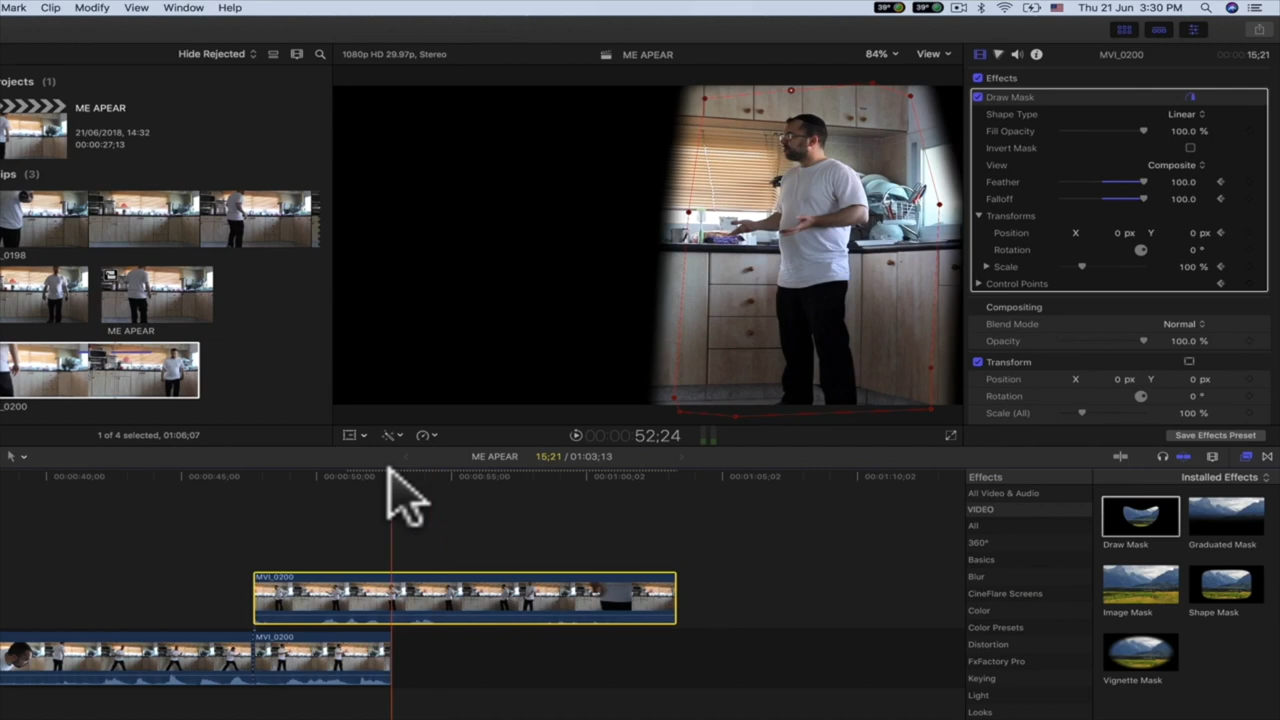 Mark Clip Modify View Window Help 39° 39° Thu 21 Jun 3:30 PM
Hide Rejected 1080p HD 29.97p, Stereo ME APEAR 84% View MVI_0200 00:00 15;21
rojects (1)
ME APEAR
21/06/2018, 14:32
00:00:27;13
ips (3)
_0198
ME APEAR
_0200
1 of 4 selected, 01:06;07
00:00: 52;24
Effects
Draw Mask
Shape Type Linear
Fill Opacity 100.0 %
Invert Mask
View Composite
Feather 100.0
Falloff 100.0
Transforms
Position X 0 px Y 0 px
Rotation 0 °
Scale 100 %
Control Points
Compositing
Blend Mode Normal
Opacity 100.0 %
Transform
Position X 0 px Y 0 px
Rotation 0 °
Scale (All) 100 %
Save Effects Preset
ME APEAR 15;21 / 01:03;13
00:00:40;00 00:00:45;00 00:00:50;00 00:00:55;00 00:01:00;02 00:01:05;02 00:01:10;02
MVI_0200
MVI_0200
Effects Installed Effects
All Video & Audio
VIDEO
All
360°
Basics
Blur
CineFlare Screens
Color
Color Presets
Distortion
FxFactory Pro
Keying
Light
Looks
Draw Mask Graduated Mask
Image Mask Shape Mask
Vignette Mask